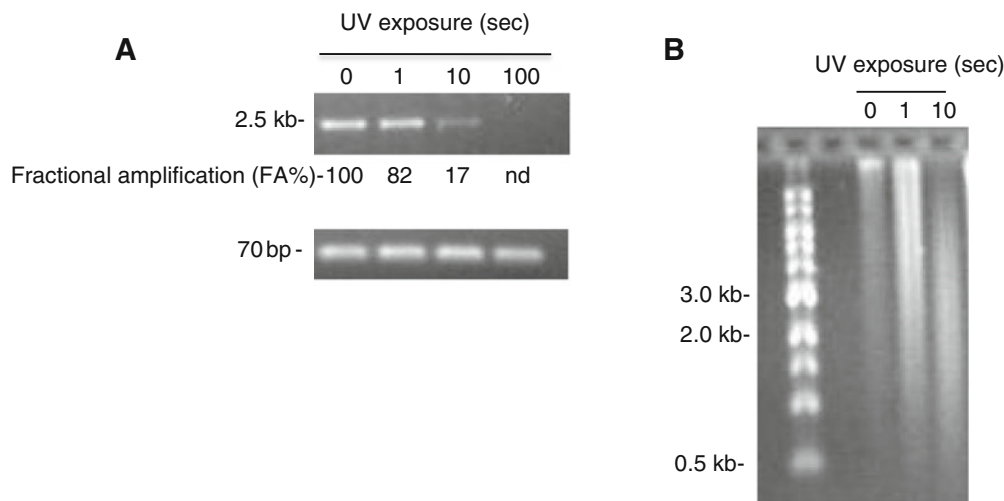 A
UV exposure (sec)
0 1 10 100
2.5 kb-
Fractional amplification (FA%)-100 82 17 nd
70 bp -
B
UV exposure (sec)
0 1 10
3.0 kb-
2.0 kb-
0.5 kb-